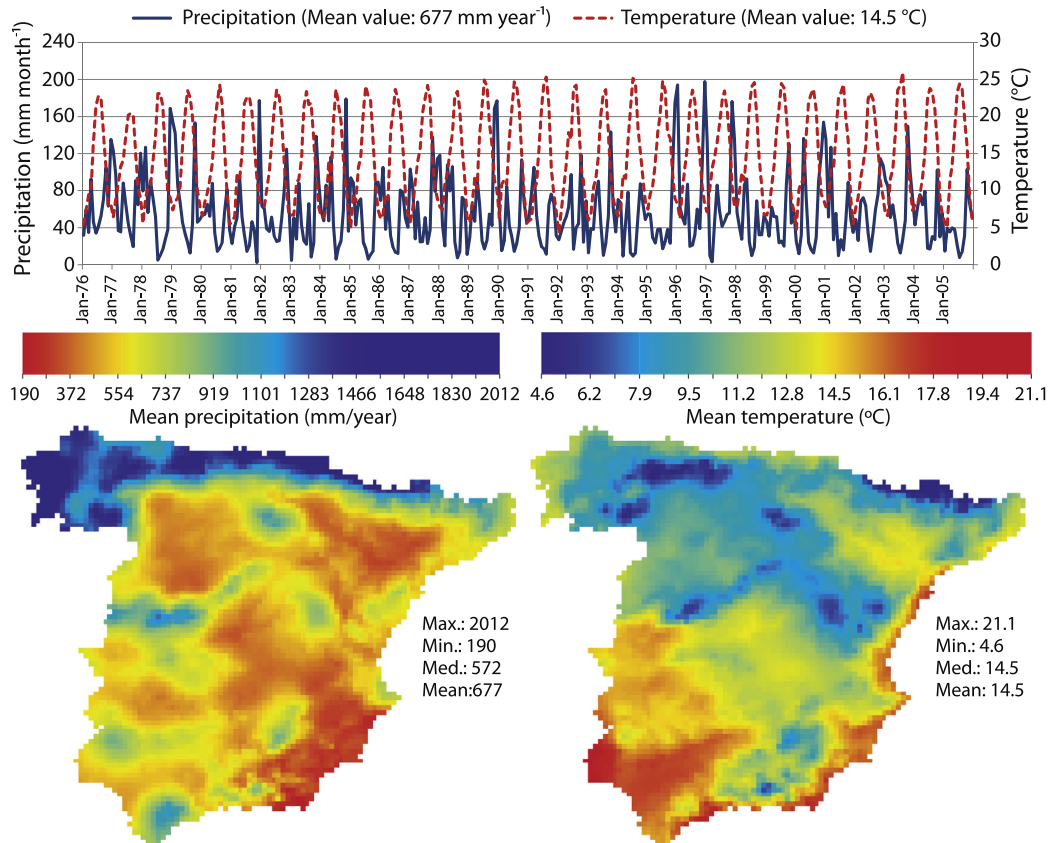 Precipitation (Mean value: 677 mm year⁻¹) Temperature (Mean value: 14.5 °C)
Precipitation (mm month⁻¹)
240
200
160
120
80
40
0
30
25
20
15
10
5
0
Temperature (°C)
Jan-76 Jan-77 Jan-78 Jan-79 Jan-80 Jan-81 Jan-82 Jan-83 Jan-84 Jan-85 Jan-86 Jan-87 Jan-88 Jan-89 Jan-90 Jan-91 Jan-92 Jan-93 Jan-94 Jan-95 Jan-96 Jan-97 Jan-98 Jan-99 Jan-00 Jan-01 Jan-02 Jan-03 Jan-04 Jan-05
190 372 554 737 919 1101 1283 1466 1648 1830 2012
Mean precipitation (mm/year)
4.6 6.2 7.9 9.5 11.2 12.8 14.5 16.1 17.8 19.4 21.1
Mean temperature (ºC)
Max.: 2012
Min.: 190
Med.: 572
Mean:677
Max.: 21.1
Min.: 4.6
Med.: 14.5
Mean: 14.5